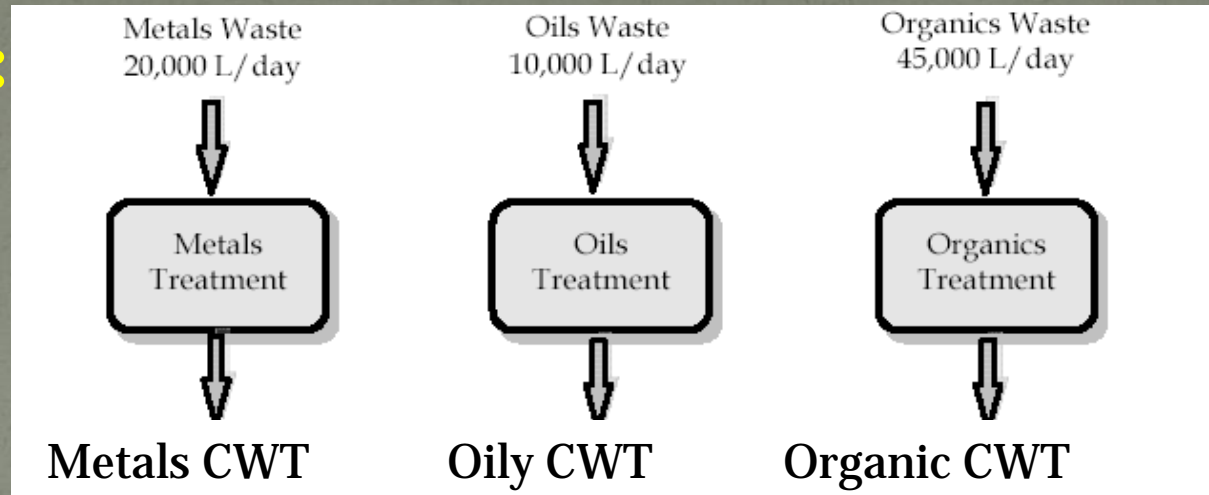 Metals Waste
20,000 L/day
Oils Waste
10,000 L/day
Organics Waste
45,000 L/day
Metals
Treatment
Oils
Treatment
Organics
Treatment
Metals CWT
Oily CWT
Organic CWT